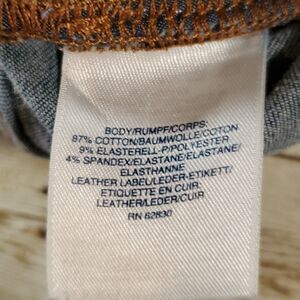 BODY/RUMPF/CORPS:
87% COTTON/BAUMWOLLE/COTON
9% ELASTERELL-P/POLYESTER
4% SPANDEX/ELASTANE/ELASTANE/
ELASTHANNE
LEATHER LABEL/LEDER-ETIKETT/
ETIQUETTE EN CUIR:
LEATHER/LEDER/CUIR
RN 62830